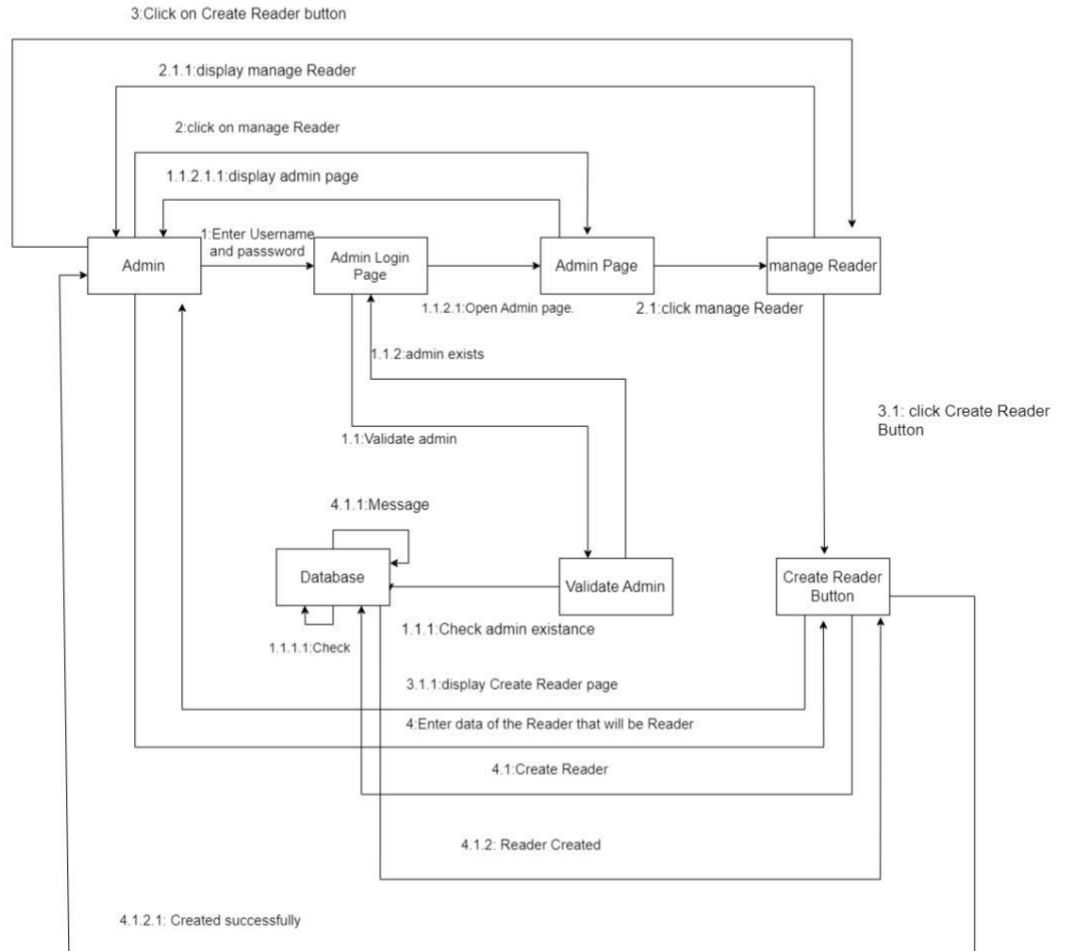 3:Click on Create Reader button
2.1.1:display manage Reader
2:click on manage Reader
1.1.2.1.1:display admin page
1:Enter Username
and passsword
Admin
Admin Login
Page
Admin Page
manage Reader
1.1.2.1:Open Admin page.
2.1:click manage Reader
1.1.2:admin exists
3.1: click Create Reader
Button
1.1:Validate admin
4.1.1:Message
Database
Validate Admin
Create Reader
Button
1.1.1:Check admin existance
1.1.1.1:Check
3.1.1:display Create Reader page
4:Enter data of the Reader that will be Reader
4.1:Create Reader
4.1.2: Reader Created
4.1.2.1: Created successfully